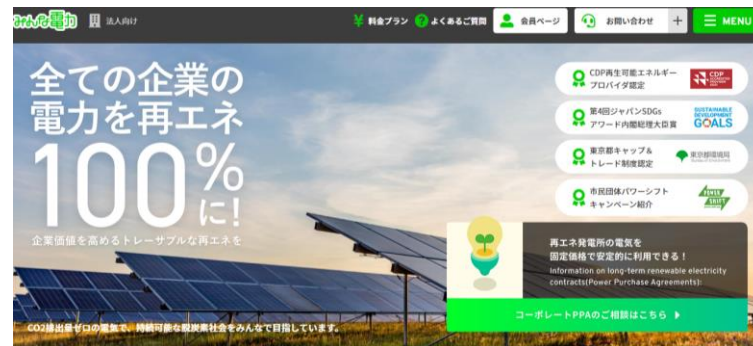 みんな電力
法人向け
料金プラン
よくあるご質問
会員ページ
お問い合わせ
+
MENU
全ての企業の
電力を再エネ
100%
に!
企業価値を高めるトレーサブルな再エネを
CO2排出量ゼロの電気で、持続可能な脱炭素社会をみんなで目指しています。
CDP再生可能エネルギー
プロバイダ認定
CDP
第4回ジャパンSDGs
アワード内閣総理大臣賞
SUSTAINABLE
DEVELOPMENT
GOALS
東京都キャップ&
トレード制度認定
東京都環境局
市民団体パワーシフト
キャンペーン紹介
POWER
SHIFT
再エネ発電所の電気を
固定価格で安定的に利用できる!
Information on long-term renewable electricity
contracts(Power Purchase Agreements):
コーポレートPPAのご相談はこちら